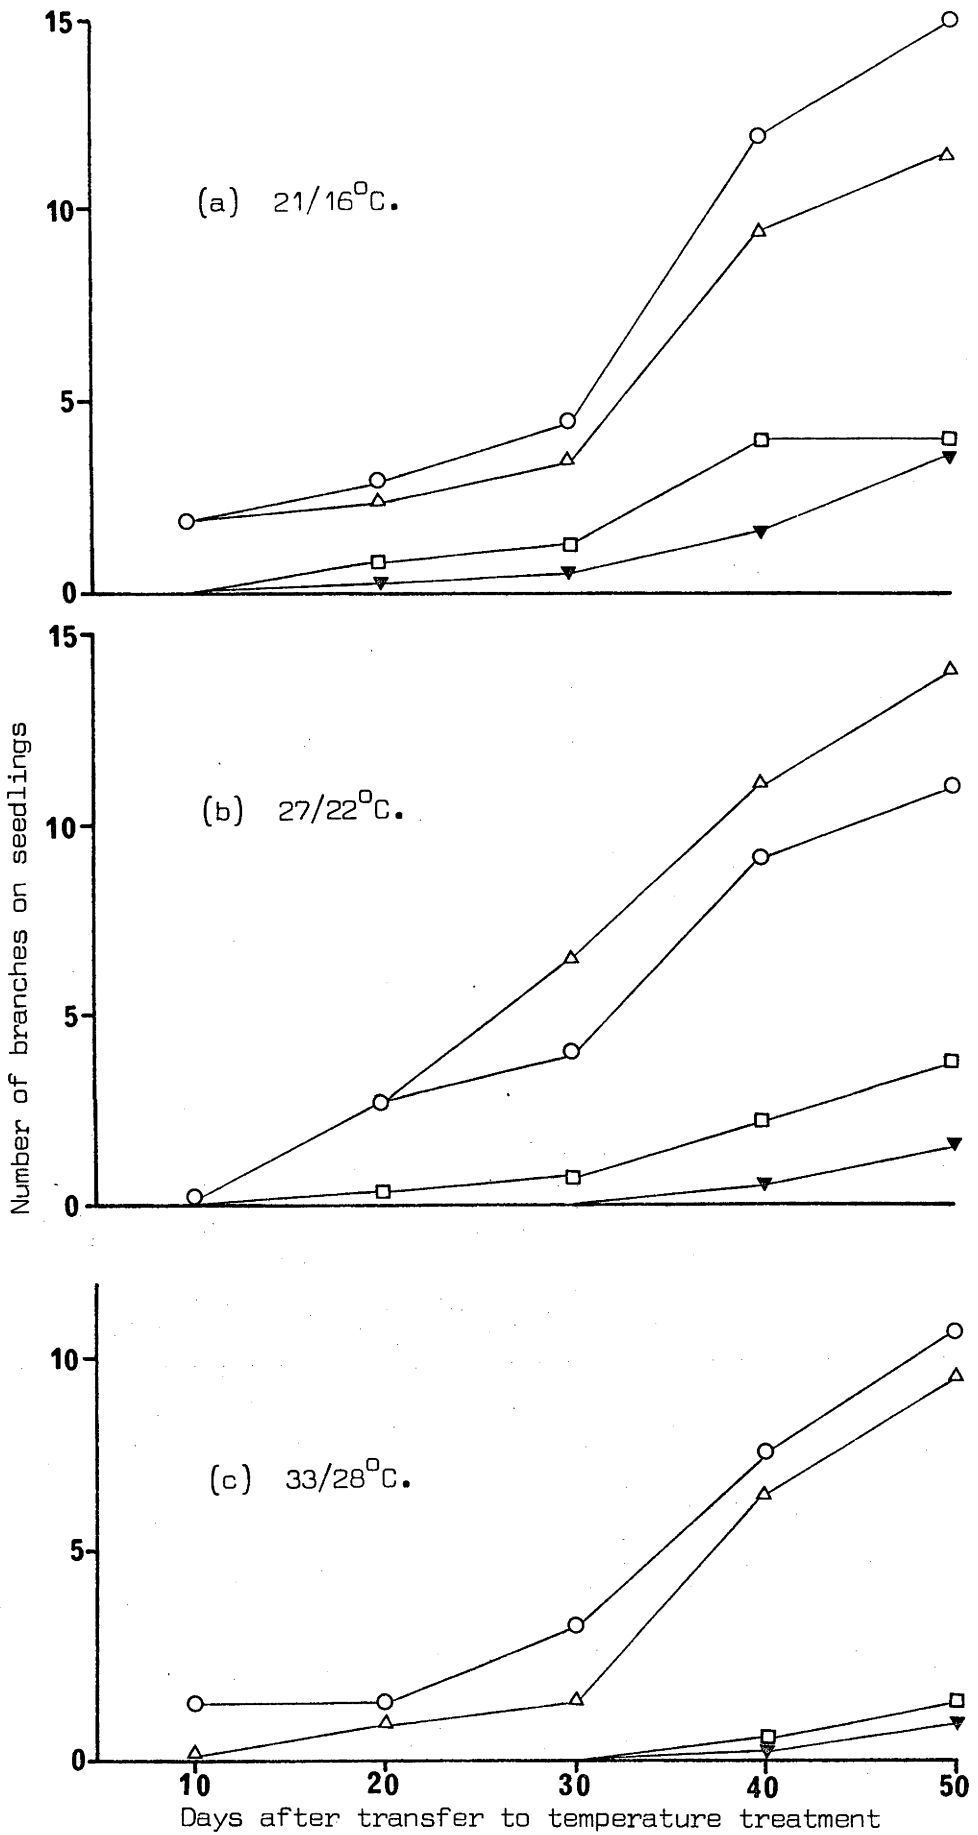 15
10
5
0
(a) 21/16°C.
15
10
5
0
(b) 27/22°C.
Number of branches on seedlings
10
5
0
(c) 33/28°C.
10 20 30 40 50
Days after transfer to temperature treatment